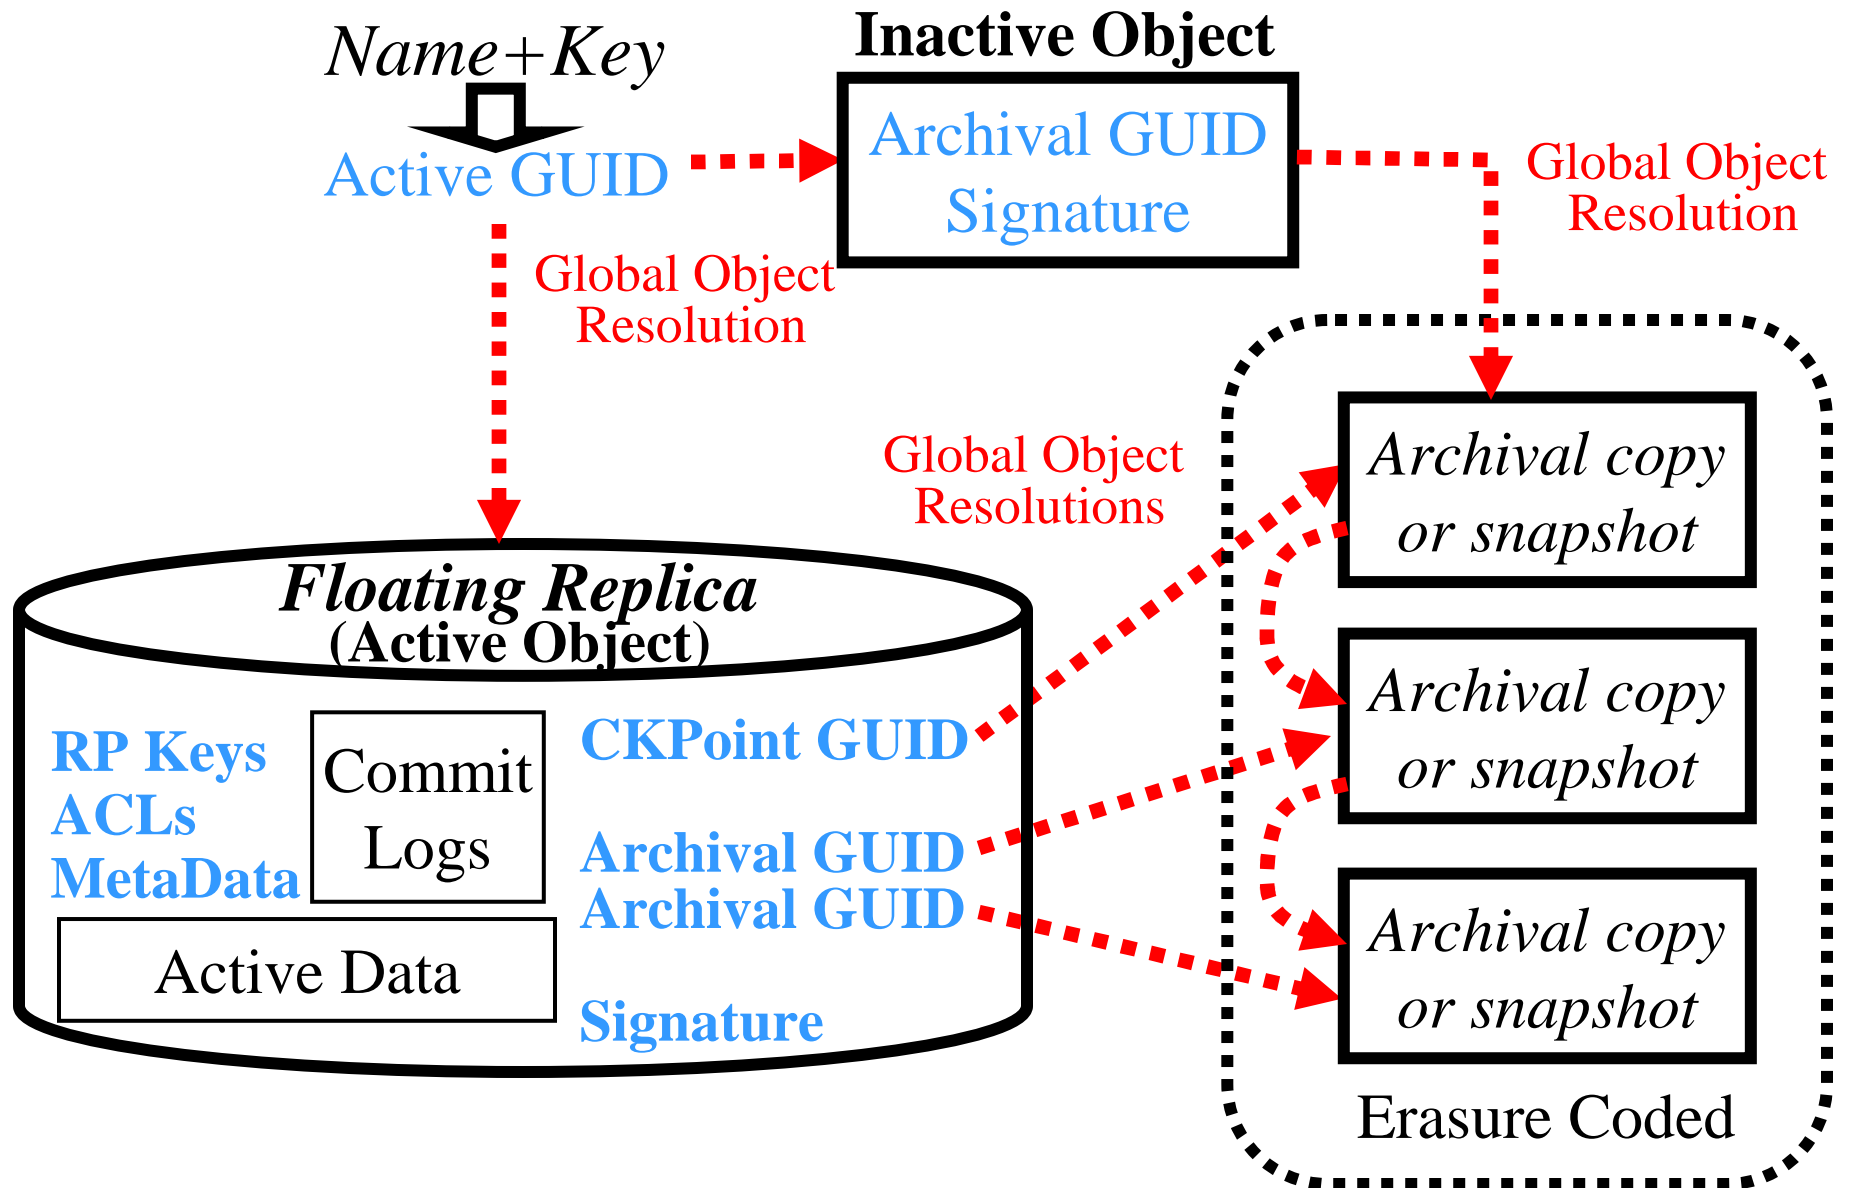 Name+Key
Active GUID
Inactive Object
Archival GUID
Signature
Global Object
Resolution
Global Object
Resolution
Global Object
Resolutions
Floating Replica
(Active Object)
RP Keys
ACLs
MetaData
Commit
Logs
Active Data
CKPoint GUID
Archival GUID
Archival GUID
Signature
Archival copy
or snapshot
Archival copy
or snapshot
Archival copy
or snapshot
Erasure Coded